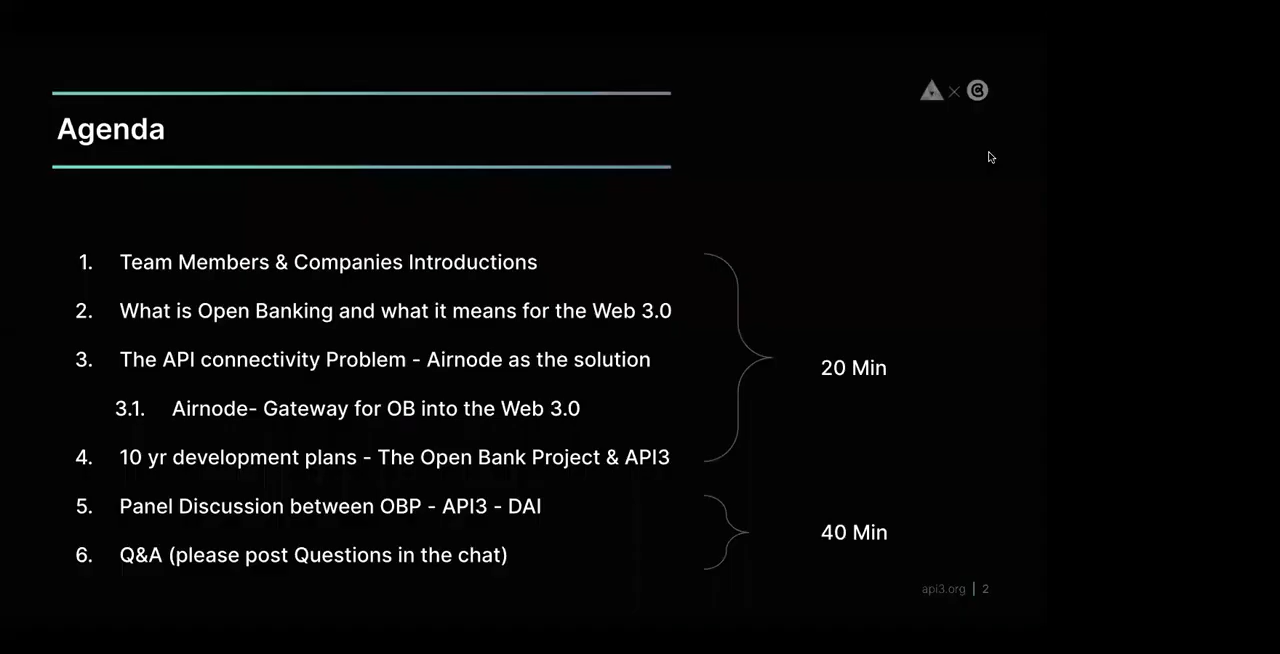 Agenda
1. Team Members & Companies Introductions
2. What is Open Banking and what it means for the Web 3.0
3. The API connectivity Problem - Airnode as the solution
3.1. Airnode- Gateway for OB into the Web 3.0
4. 10 yr development plans - The Open Bank Project & API3
20 Min
5. Panel Discussion between OBP - API3 - DAI
6. Q&A (please post Questions in the chat)
40 Min
api3.org | 2